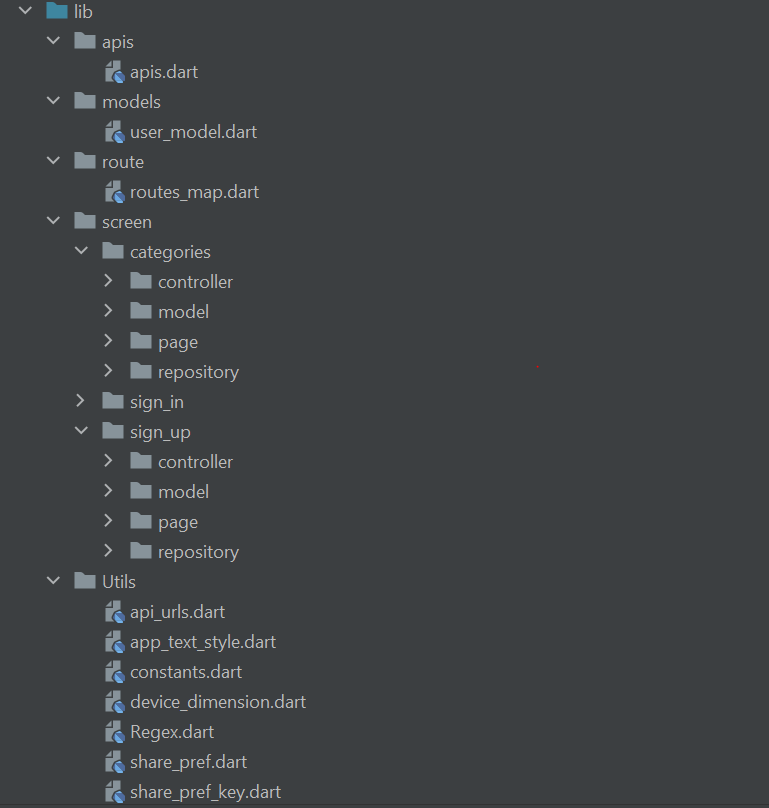 lib
apis
apis.dart
models
user_model.dart
route
routes_map.dart
screen
categories
controller
model
page
repository
sign_in
sign_up
controller
model
page
repository
Utils
api_urls.dart
app_text_style.dart
constants.dart
device_dimension.dart
Regex.dart
share_pref.dart
share_pref_key.dart